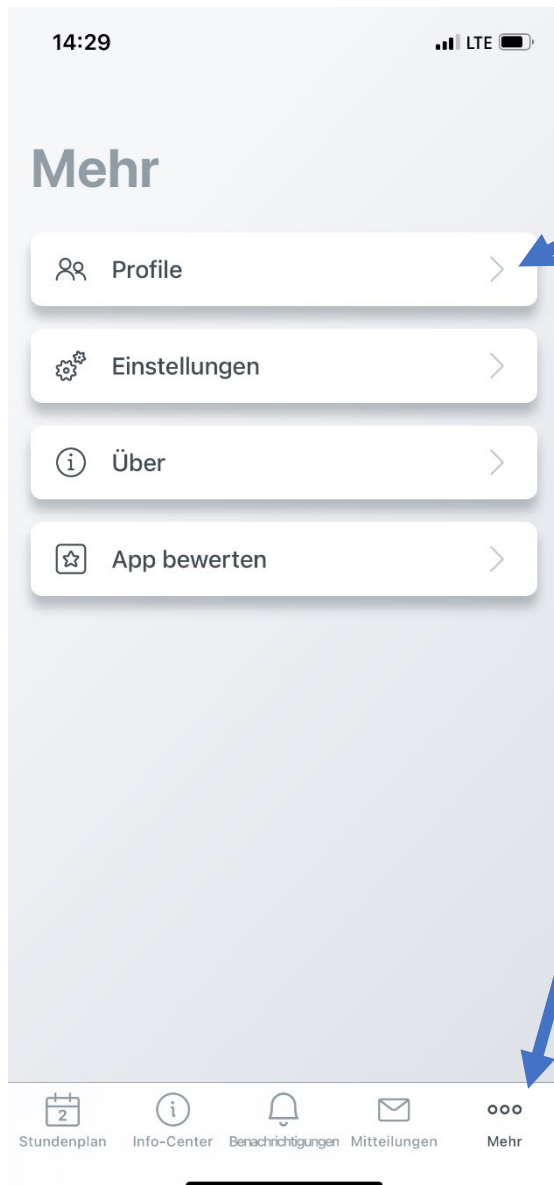 14:29 LTE
Mehr
Profile
Einstellungen
Über
App bewerten
2
Stundenplan Info-Center Benachrichtigungen Mitteilungen Mehr